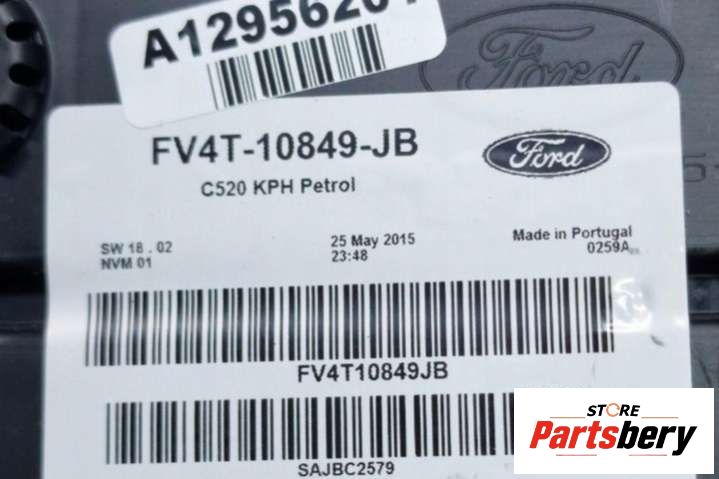 A1295620
Ford
FV4T-10849-JB
Ford
C520 KPH Petrol
SW 18 . 02
25 May 2015
Made in Portugal
NVM 01
23:48
0259A
FV4T10849JB
SAJBC2579
STORE
Partsbery